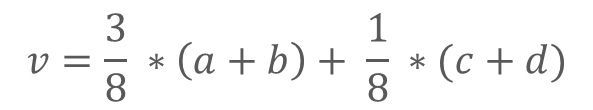 v = 3/8 * (a + b) + 1/8 * (c + d)